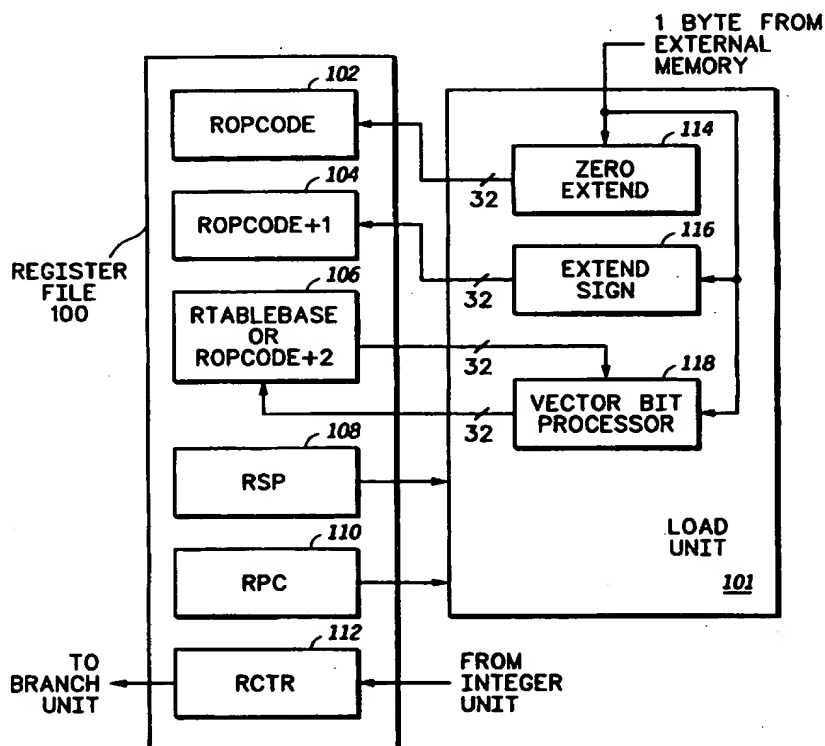 1 BYTE FROM
EXTERNAL
MEMORY
102
ROPCODE
104
ROPCODE+1
REGISTER
FILE
100
106
RTABLEBASE
OR
ROPCODE+2
108
RSP
110
RPC
112
RCTR
TO
BRANCH
UNIT
FROM
INTEGER
UNIT
114
ZERO
EXTEND
32
116
EXTEND
SIGN
32
32
118
VECTOR BIT
PROCESSOR
32
LOAD
UNIT
101